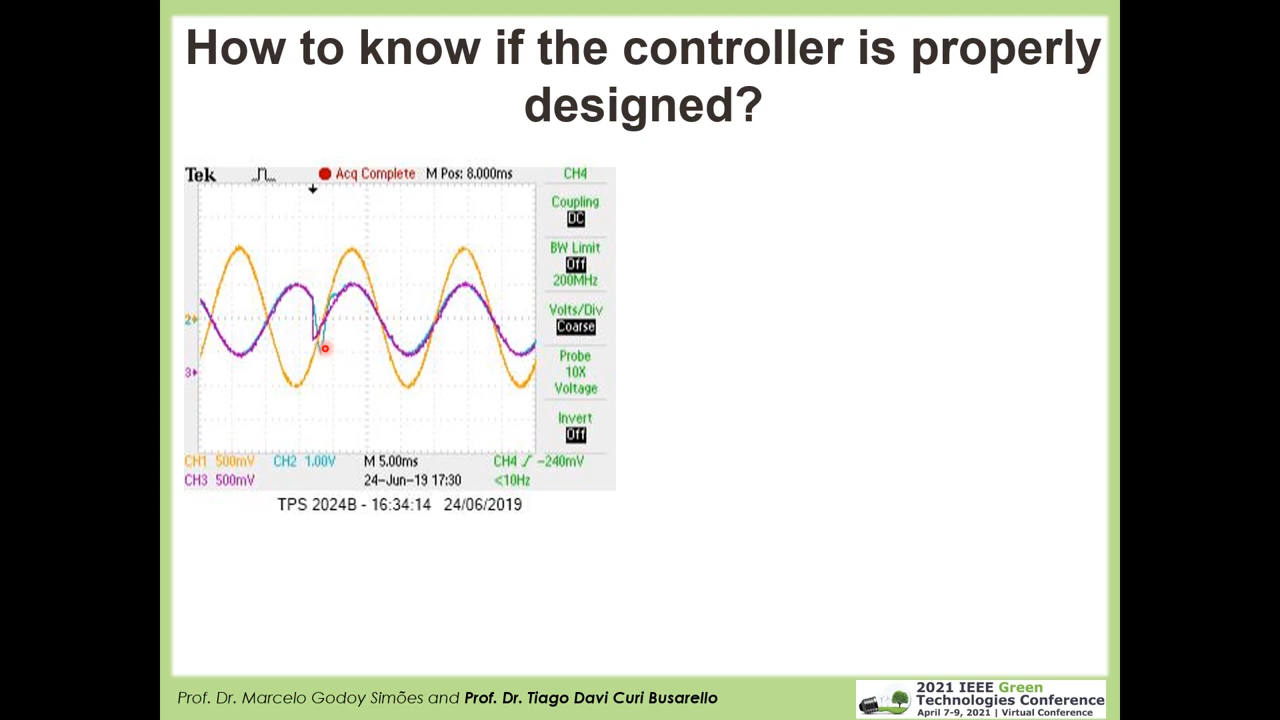 How to know if the controller is properly
designed?
Tek
Acq Complete
M Pos: 8.000ms
CH4
Coupling
DC
BW Limit
Off
200MHz
Volts/Div
Coarse
Probe
10X
Voltage
Invert
Off
2
3
CH1 500mV
CH2 1.00V
M 5.00ms
CH4
-240mV
CH3 500mV
24-Jun-19 17:30
<10Hz
TPS 2024B - 16:34:14 24/06/2019
Prof. Dr. Marcelo Godoy Simões and Prof. Dr. Tiago Davi Curi Busarello
2021 IEEE Green
Technologies Conference
April 7-9, 2021 | Virtual Conference